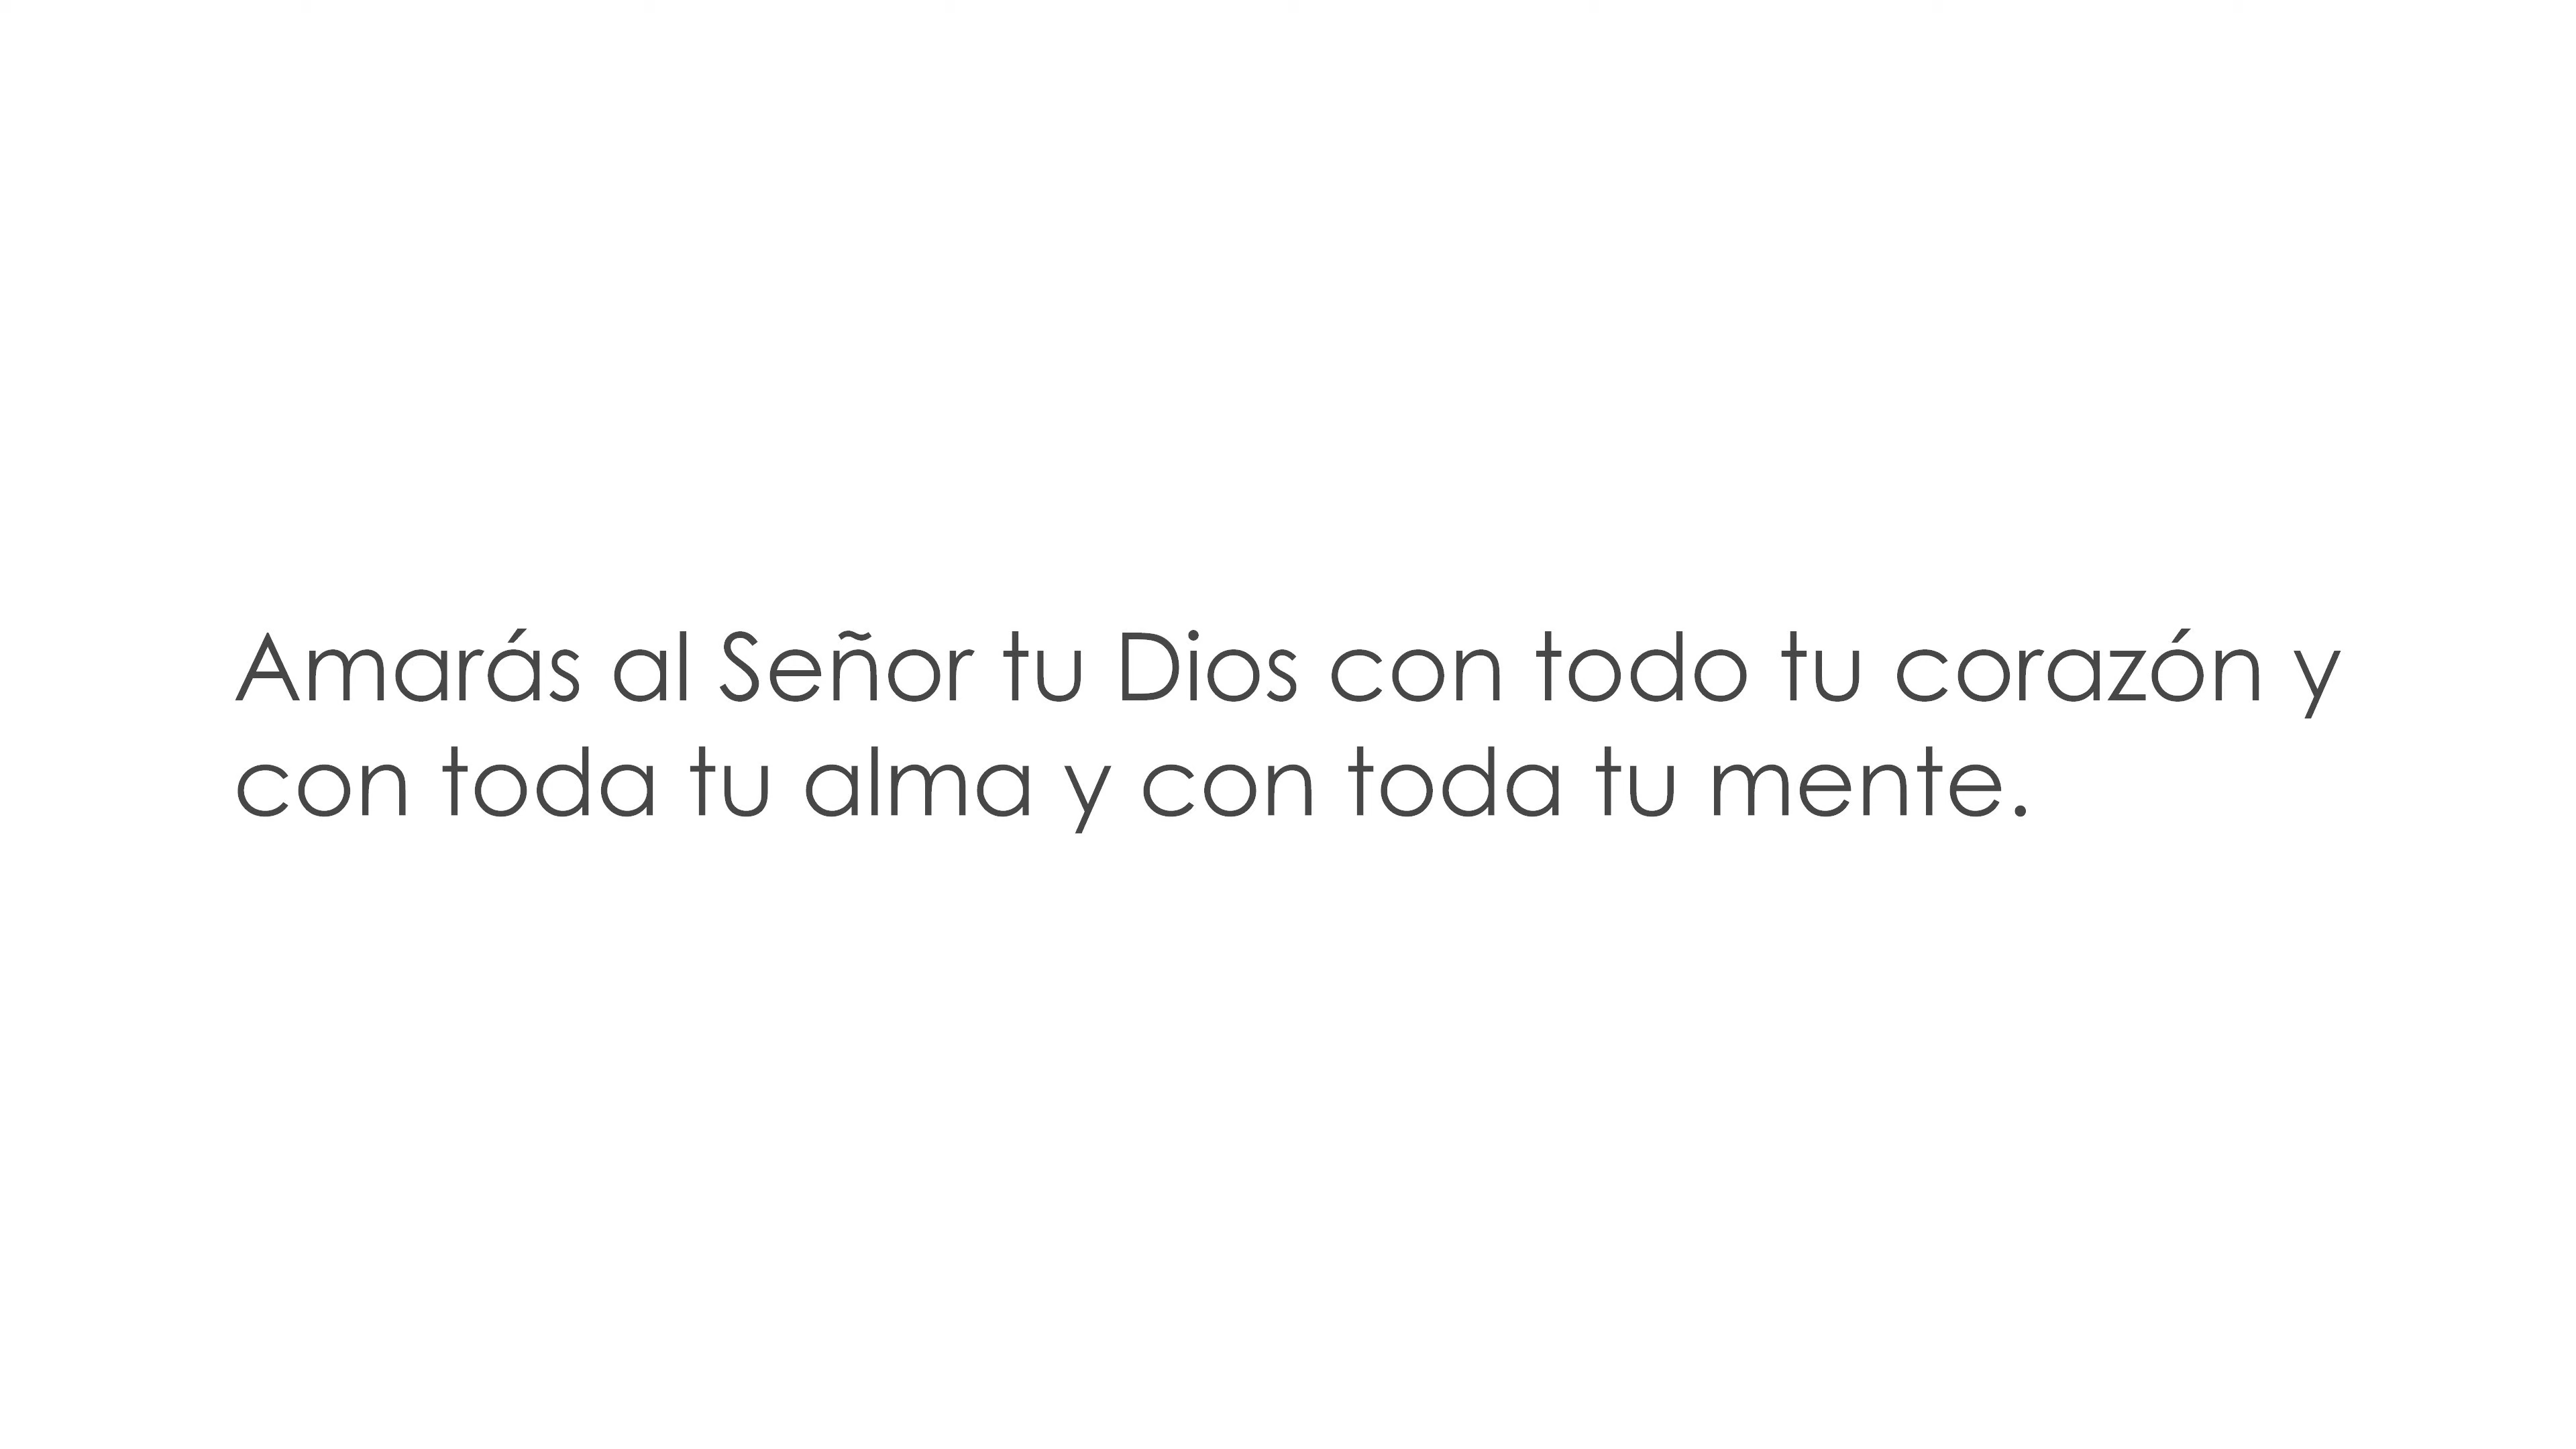 Amarás al Señor tu Dios con todo tu corazón y
con toda tu alma y con toda tu mente.